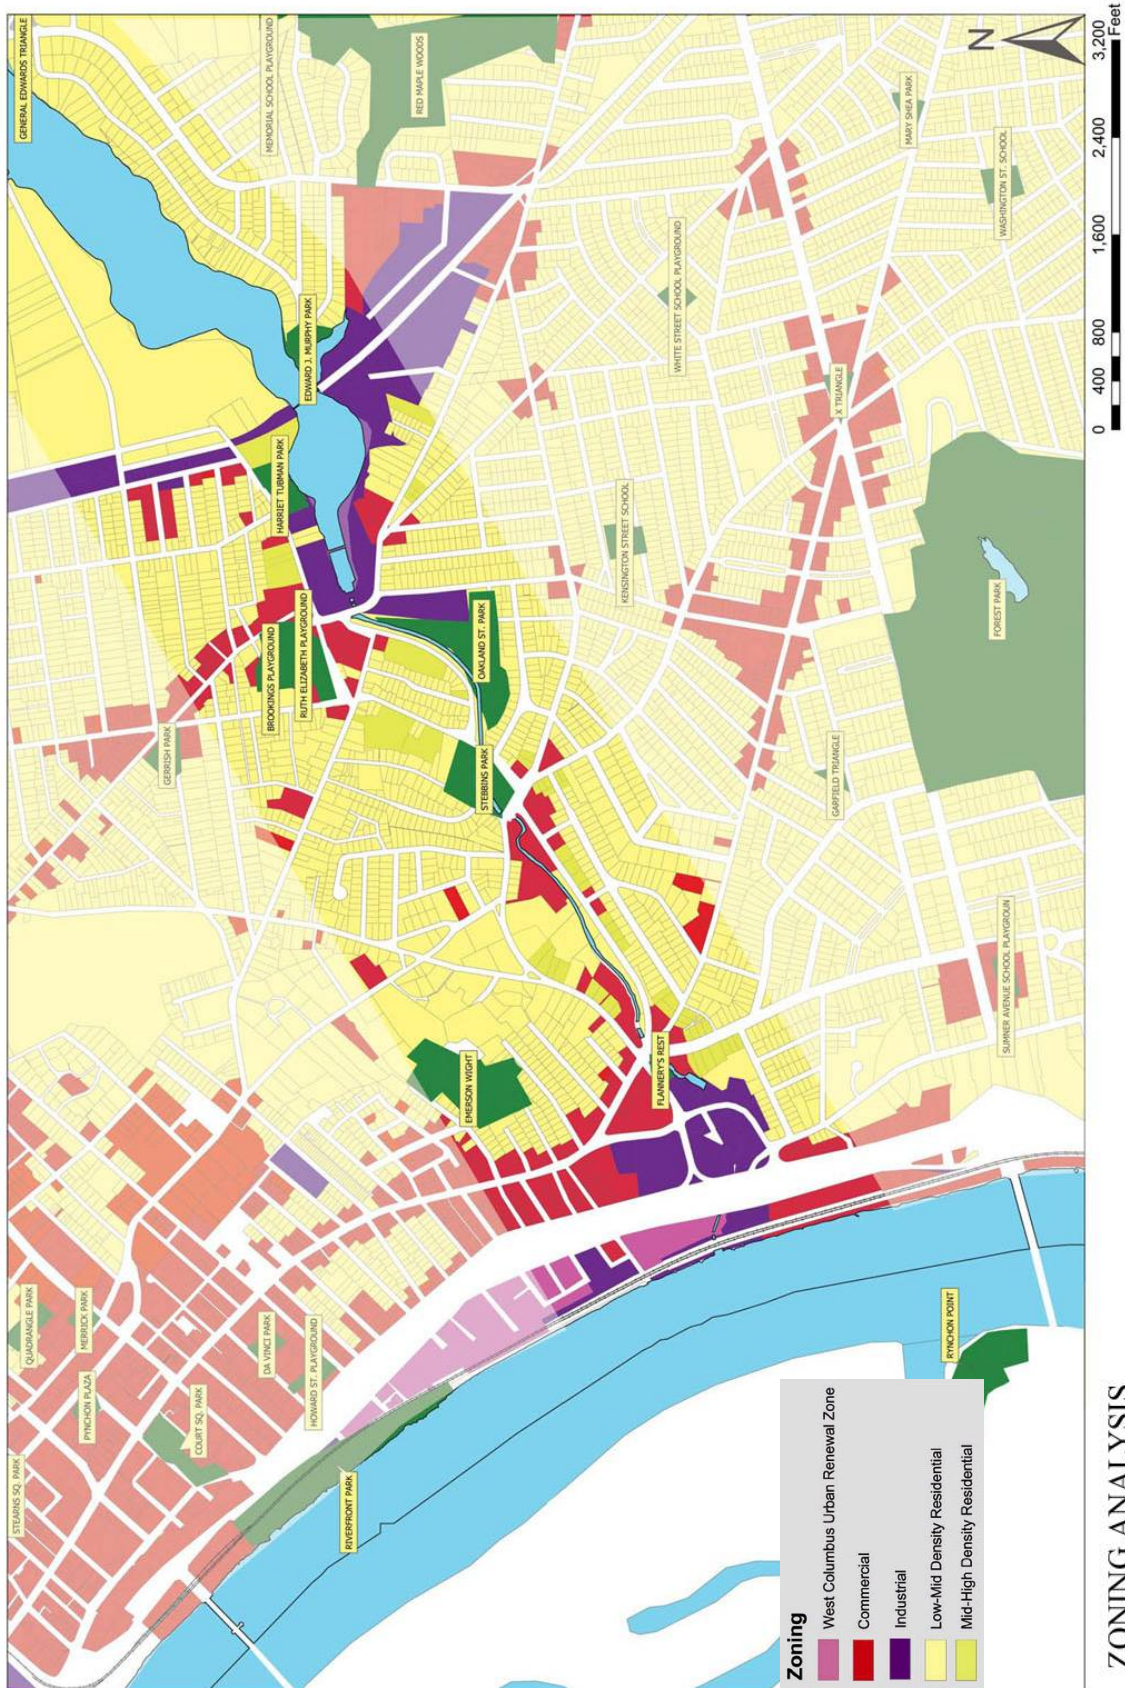 STEARNS SQ. PARK
QUADRANGLE PARK
PYNCHON PLAZA
MERRICK PARK
COURT SQ. PARK
DA VINCI PARK
HOWARD ST. PLAYGROUND
RIVERFRONT PARK
GERRISH PARK
BROOKINGS PLAYGROUND
RUTH ELIZABETH PLAYGROUND
HARRIET TUBMAN PARK
EDWARD J. MURPHY PARK
MEMORIAL SCHOOL PLAYGROUND
GENERAL EDWARDS TRIANGLE
RED MAPLE WOODS
EMERSON WIGHT
STEBBINS PARK
OAKLAND ST. PARK
FLANNERY'S REST
KENSINGTON STREET SCHOOL
WHITE STREET SCHOOL PLAYGROUND
MARY SHEA PARK
WASHINGTON ST. SCHOOL
X TRIANGLE
GARFIELD TRIANGLE
FOREST PARK
SUMNER AVENUE SCHOOL PLAYGROUN
RYNCHON POINT
N
Zoning
West Columbus Urban Renewal Zone
Commercial
Industrial
Low-Mid Density Residential
Mid-High Density Residential
0 400 800 1,600 2,400 3,200
Feet
ZONING ANALYSIS